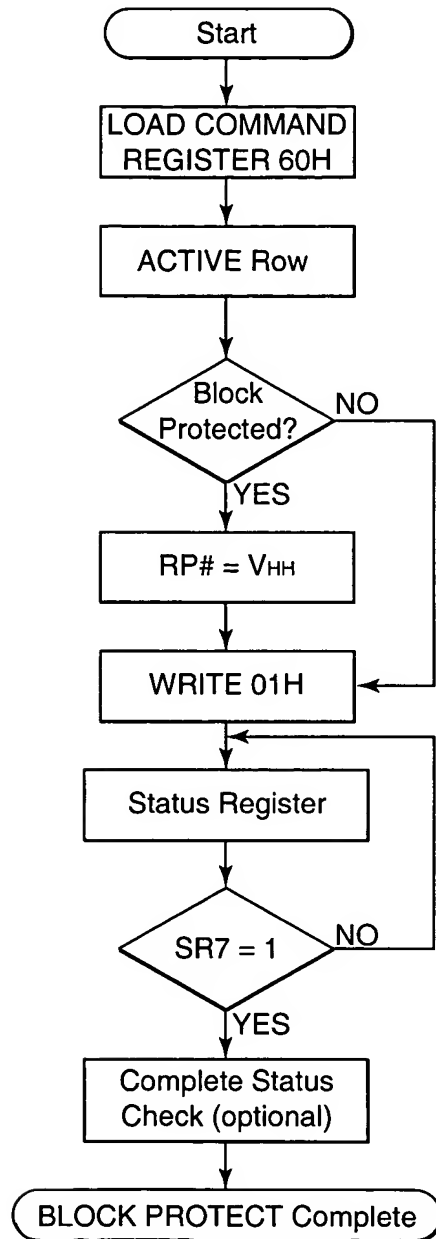 Start
LOAD COMMAND
REGISTER 60H
ACTIVE Row
Block
Protected?
NO
YES
RP# = VHH
WRITE 01H
Status Register
SR7 = 1
NO
YES
Complete Status
Check (optional)
BLOCK PROTECT Complete